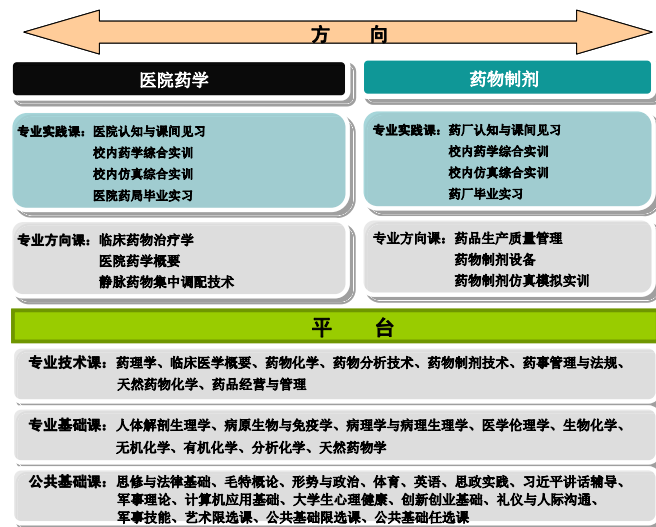 方 向
医院药学
专业实践课：医院认知与课间见习
校内药学综合实训
校内仿真综合实训
医院药局毕业实习
专业方向课：临床药物治疗学
医院药学概要
静脉药物集中调配技术
药物制剂
专业实践课：药厂认知与课间见习
校内药学综合实训
校内仿真综合实训
药厂毕业实习
专业方向课：药品生产质量管理
药物制剂设备
药物制剂仿真模拟实训
平 台
专业技术课：药理学、临床医学概要、药物化学、药物分析技术、药物制剂技术、药事管理与法规、
天然药物化学、药品经营与管理
专业基础课：人体解剖生理学、病原生物与免疫学、病理学与病理生理学、医学伦理学、生物化学、
无机化学、有机化学、分析化学、天然药物学
公共基础课：思修与法律基础、毛特概论、形势与政治、体育、英语、思政实践、习近平讲话辅导、
军事理论、计算机应用基础、大学生心理健康、创新创业基础、礼仪与人际沟通、
军事技能、艺术限选课、公共基础限选课、公共基础任选课